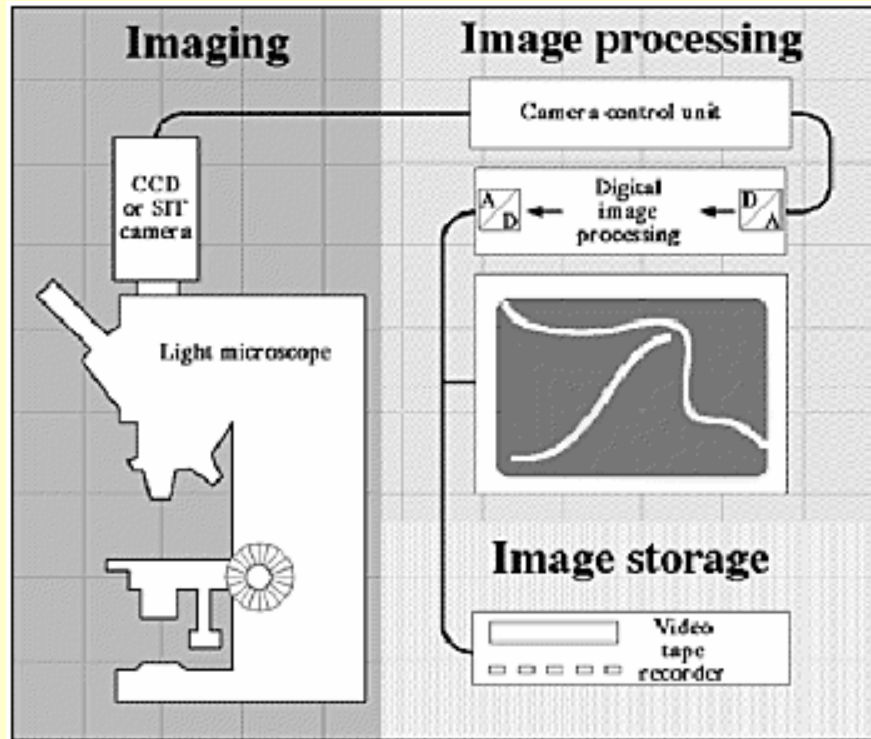 Imaging
CCD
or SIT
camera
Light microscope
Image processing
Camera control unit
A
D
Digital
image
processing
D
A
Image storage
Video
tape
recorder